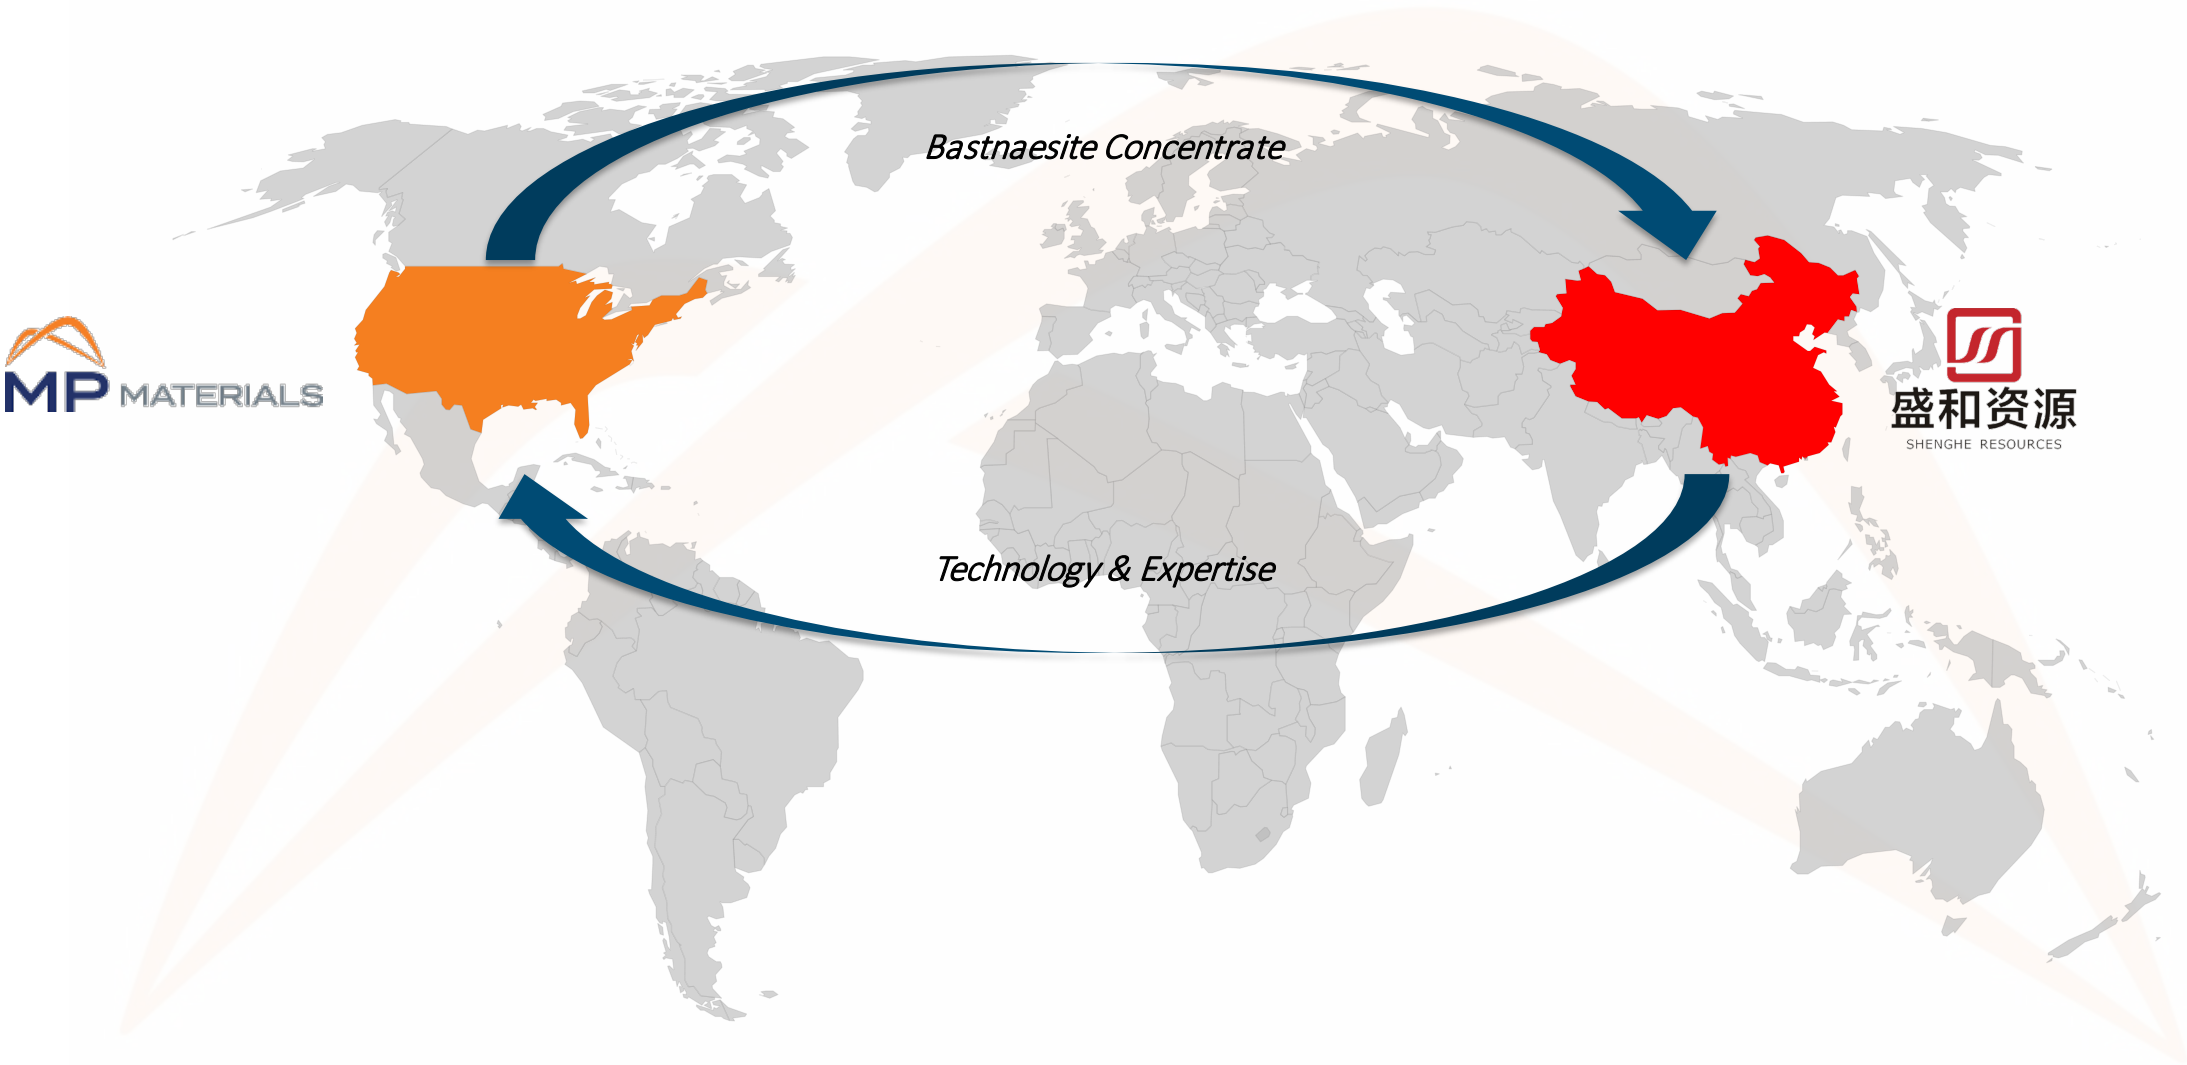 Bastnaesite Concentrate
MP MATERIALS
盛和资源
SHENGHE RESOURCES
Technology & Expertise